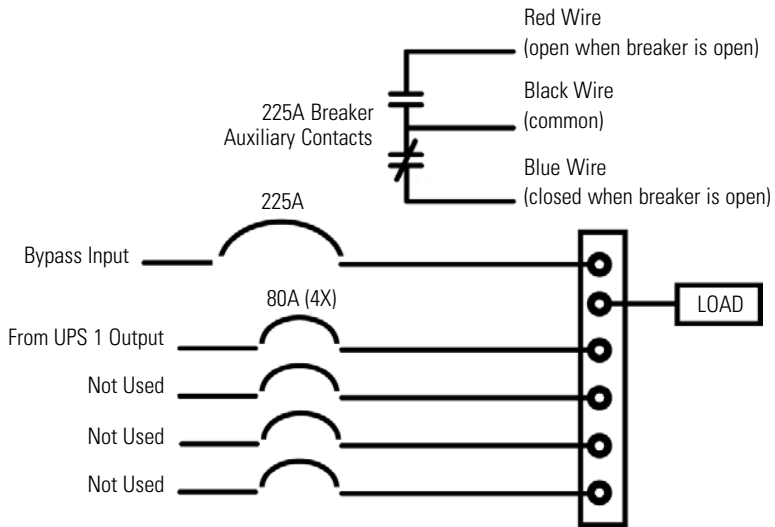 Red Wire
(open when breaker is open)
Black Wire
(common)
225A Breaker
Auxiliary Contacts
Blue Wire
(closed when breaker is open)
225A
Bypass Input
LOAD
80A (4X)
From UPS 1 Output
Not Used
Not Used
Not Used